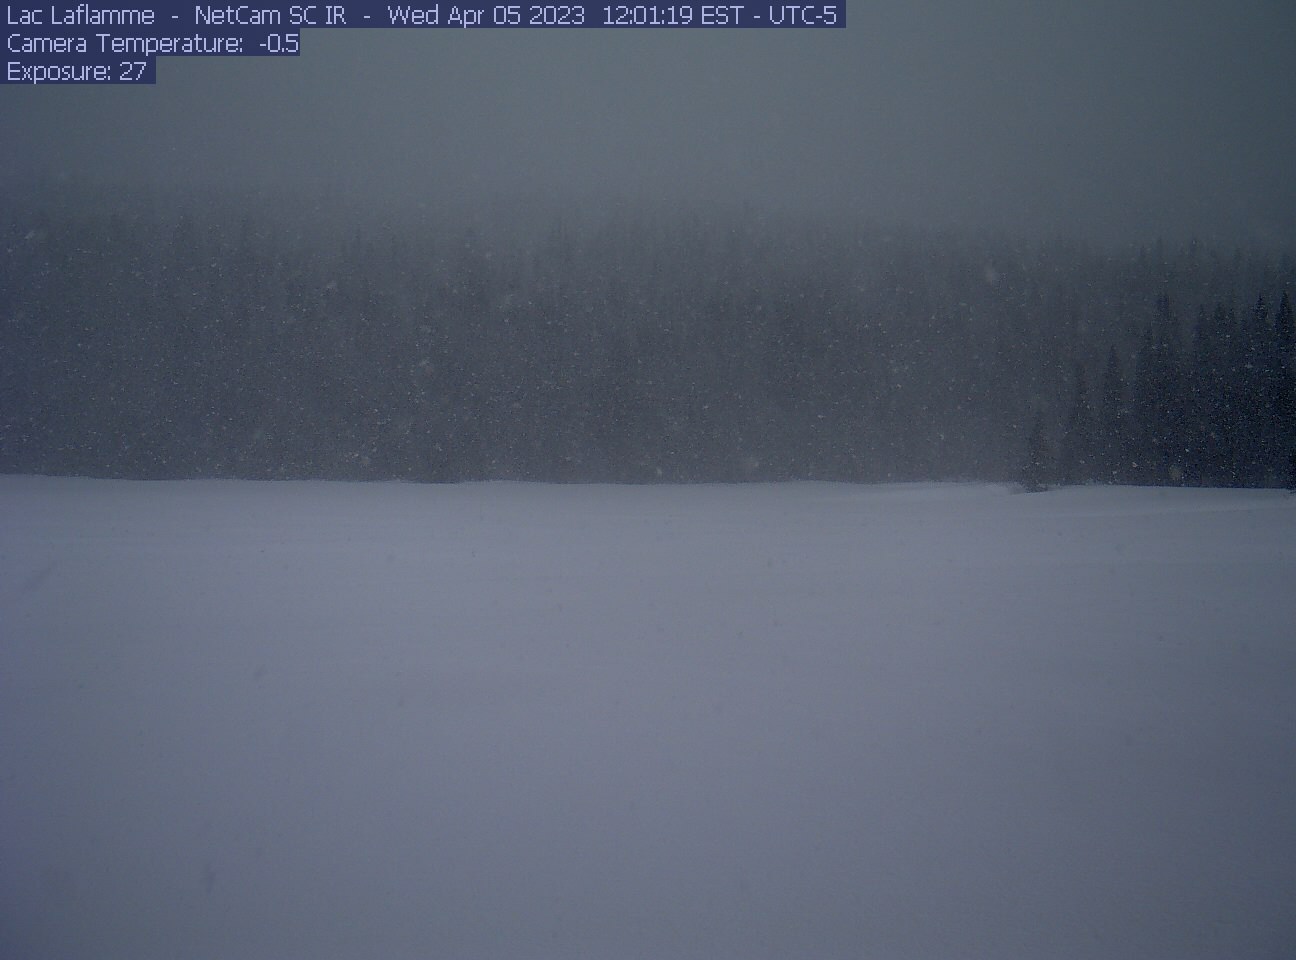 Lac Laflamme - NetCam SC IR - Wed Apr 05 2023 12:01:19 EST - UTC-5
Camera Temperature: -0.5
Exposure: 27